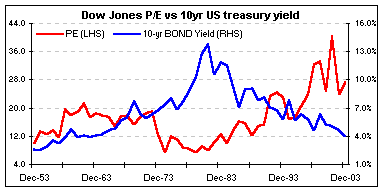 Dow Jones P/E vs 10yr US treasury yield
44.0 16.0%
PE (LHS) 10-yr BOND Yield (RHS)
36.0 13.0%
28.0 10.0%
20.0 7.0%
12.0 4.0%
4.0 1.0%
Dec-53 Dec-63 Dec-73 Dec-83 Dec-93 Dec-03